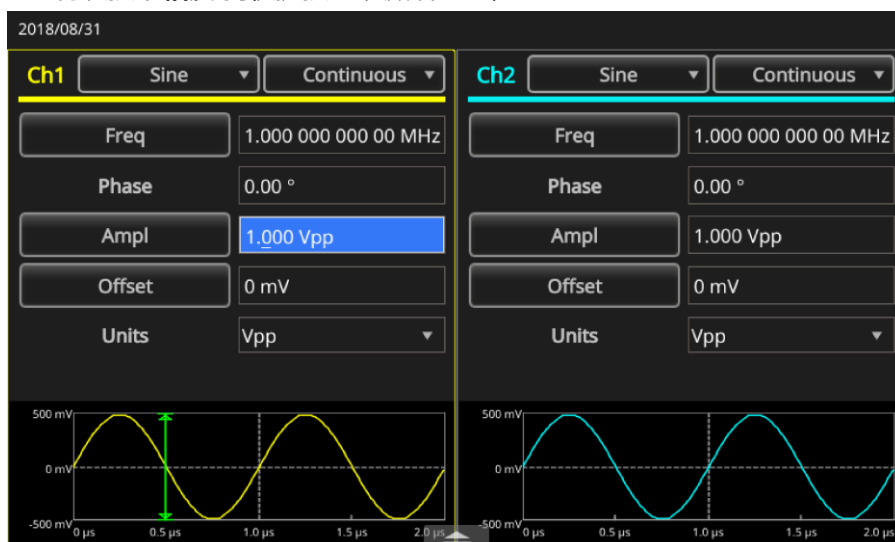 2018/08/31
Ch1 Sine Continuous
Freq 1.000 000 000 00 MHz
Phase 0.00 °
Ampl 1.000 Vpp
Offset 0 mV
Units Vpp
500 mV
0 mV
-500 mV
0 µs 0.5 µs 1.0 µs 1.5 µs 2.0 µs
Ch2 Sine Continuous
Freq 1.000 000 000 00 MHz
Phase 0.00 °
Ampl 1.000 Vpp
Offset 0 mV
Units Vpp
500 mV
0 mV
-500 mV
0 µs 0.5 µs 1.0 µs 1.5 µs 2.0 µs